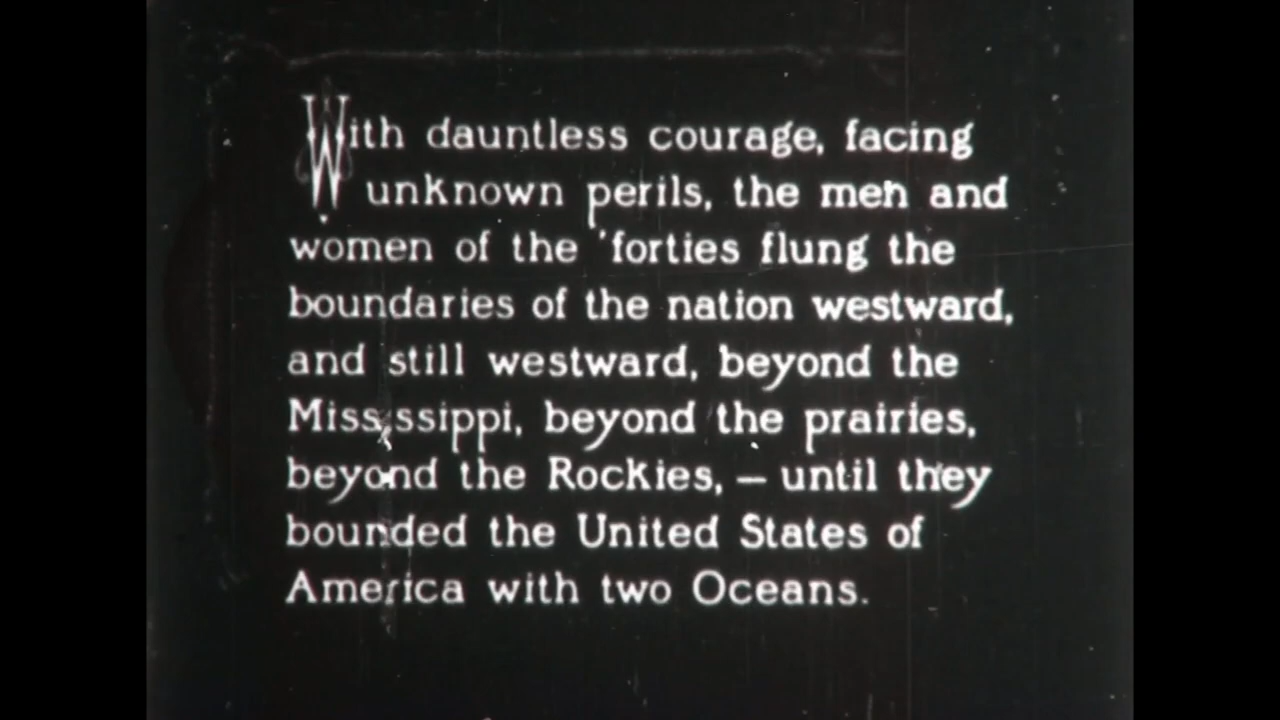 With dauntless courage, facing
unknown perils, the men and
women of the 'forties flung the
boundaries of the nation westward,
and still westward, beyond the
Mississippi, beyond the prairies,
beyond the Rockies, — until they
bounded the United States of
America with two Oceans.